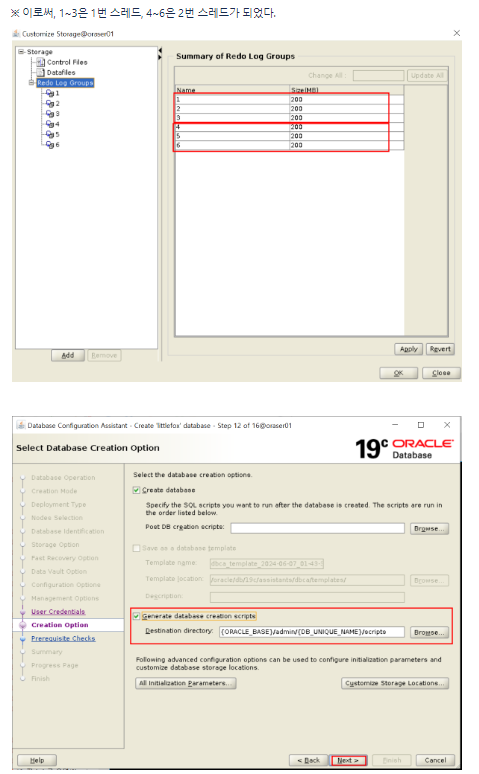 ※ 이로써, 1~3은 1번 스레드, 4~6은 2번 스레드가 되었다.
Customize Storage@oraser01
Storage
Control Files
Datafiles
Redo Log Groups
1
2
3
4
5
6
Add
Remove
Summary of Redo Log Groups
Change All :
Update All
Name Size(MB)
1 200
2 200
3 200
4 200
5 200
6 200
Apply
Revert
OK
Close
Database Configuration Assistant - Create 'littlefox' database - Step 12 of 16@oraser01
Select Database Creation Option
19c ORACLE
Database
Database Operation
Creation Mode
Deployment Type
Nodes Selection
Database Identification
Storage Option
Fast Recovery Option
Data Vault Option
Configuration Options
Management Options
User Credentials
Creation Option
Prerequisite Checks
Summary
Progress Page
Finish
Select the database creation options.
Create database
Specify the SQL scripts you want to run after the database is created. The scripts are run in
the order listed below.
Post DB creation scripts:
Browse...
Save as a database template
Template name:
Template location: /oracle/db/19c/assistants/dbca/templates/
Browse...
Description:
Generate database creation scripts
Destination directory: {ORACLE_BASE}/admin/{DB_UNIQUE_NAME}/scripts
Browse...
Following advanced configuration options can be used to configure initialization parameters and
customize database storage locations.
All Initialization Parameters...
Customize Storage Locations...
Help
< Back
Next >
Finish
Cancel